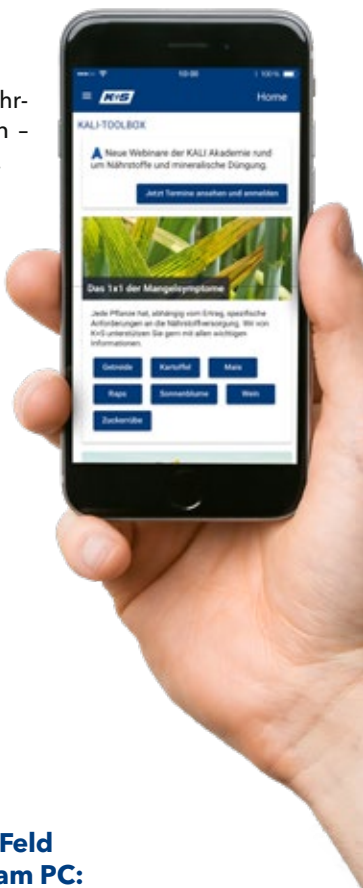 hr-
n –
10:00
100%
K+S
Home
KALI-TOOLBOX
Neue Webinare der KALI Akademie rund
um Nährstoffe und mineralische Düngung.
Jetzt Termine ansehen und anmelden
Das 1x1 der Mangelsymptome
Jede Pflanze hat, abhängig vom Ertrag, spezifische
Anforderungen an die Nährstoffversorgung. Wir von
K+S unterstützen Sie gern mit allen wichtigen
Informationen.
Getreide
Kartoffel
Mais
Raps
Sonnenblume
Wein
Zuckerrübe
Feld
am PC: